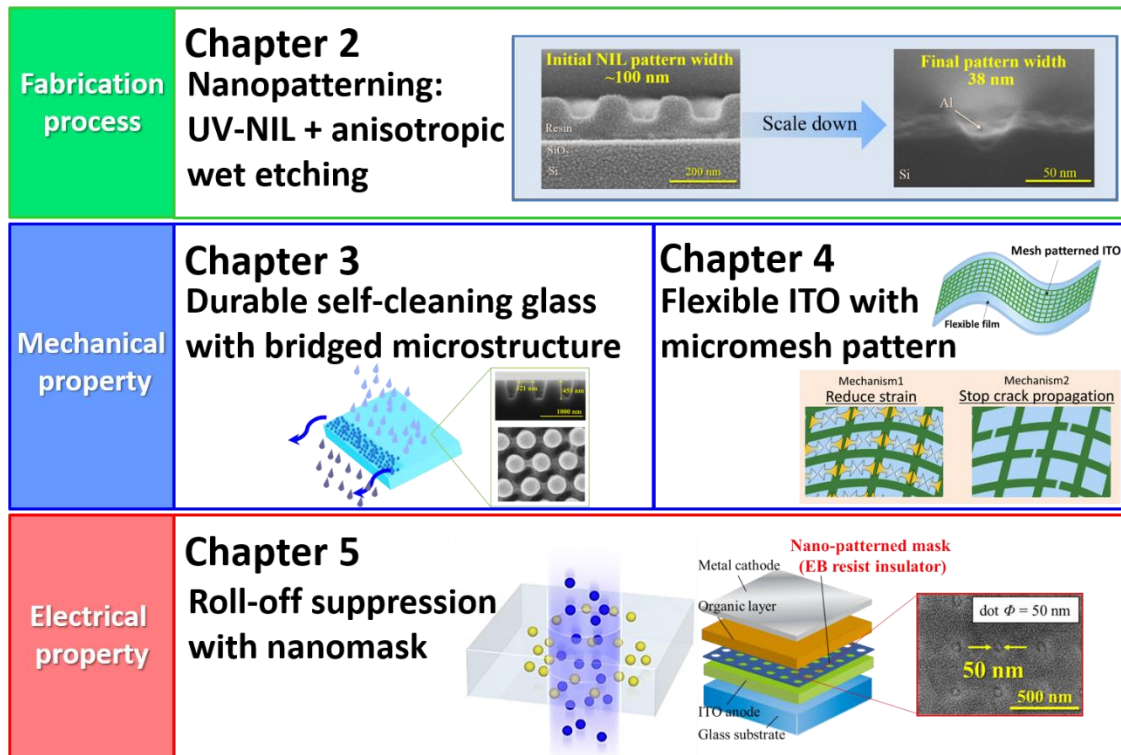 Fabrication
process
Chapter 2
Nanopatterning:
UV-NIL + anisotropic
wet etching
Initial NIL pattern width
~100 nm
Resin
SiO₂
Si
200 nm
Scale down
Final pattern width
38 nm
Al
Si
50 nm
Mechanical
property
Chapter 3
Durable self-cleaning glass
with bridged microstructure
453 nm
1000 nm
Chapter 4
Flexible ITO with
micromesh pattern
Mesh patterned ITO
Flexible film
Mechanism1
Reduce strain
Mechanism2
Stop crack propagation
Electrical
property
Chapter 5
Roll-off suppression
with nanomask
Nano-patterned mask
(EB resist insulator)
Metal cathode
Organic layer
ITO anode
Glass substrate
dot Φ = 50 nm
50 nm
500 nm